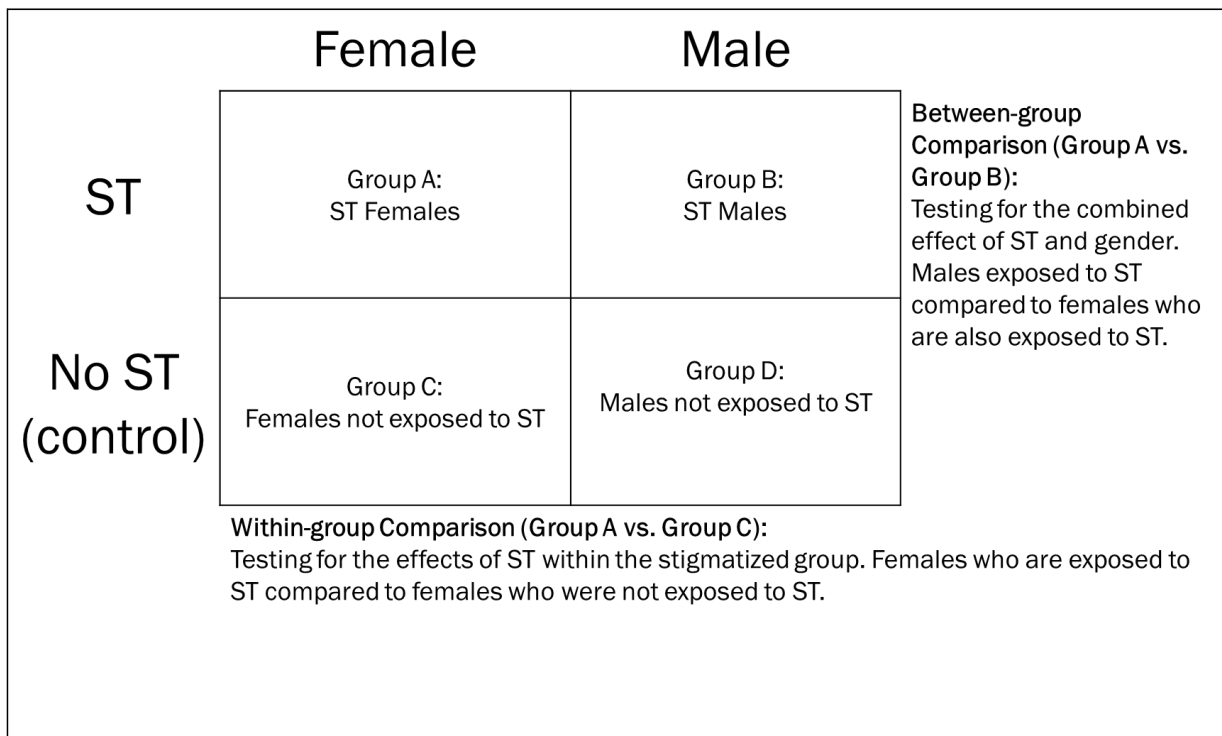 Female Male
ST
Group A:
ST Females
Group B:
ST Males
Between-group
Comparison (Group A vs.
Group B):
Testing for the combined
effect of ST and gender.
Males exposed to ST
compared to females who
are also exposed to ST.
No ST
(control)
Group C:
Females not exposed to ST
Group D:
Males not exposed to ST
Within-group Comparison (Group A vs. Group C):
Testing for the effects of ST within the stigmatized group. Females who are exposed to
ST compared to females who were not exposed to ST.